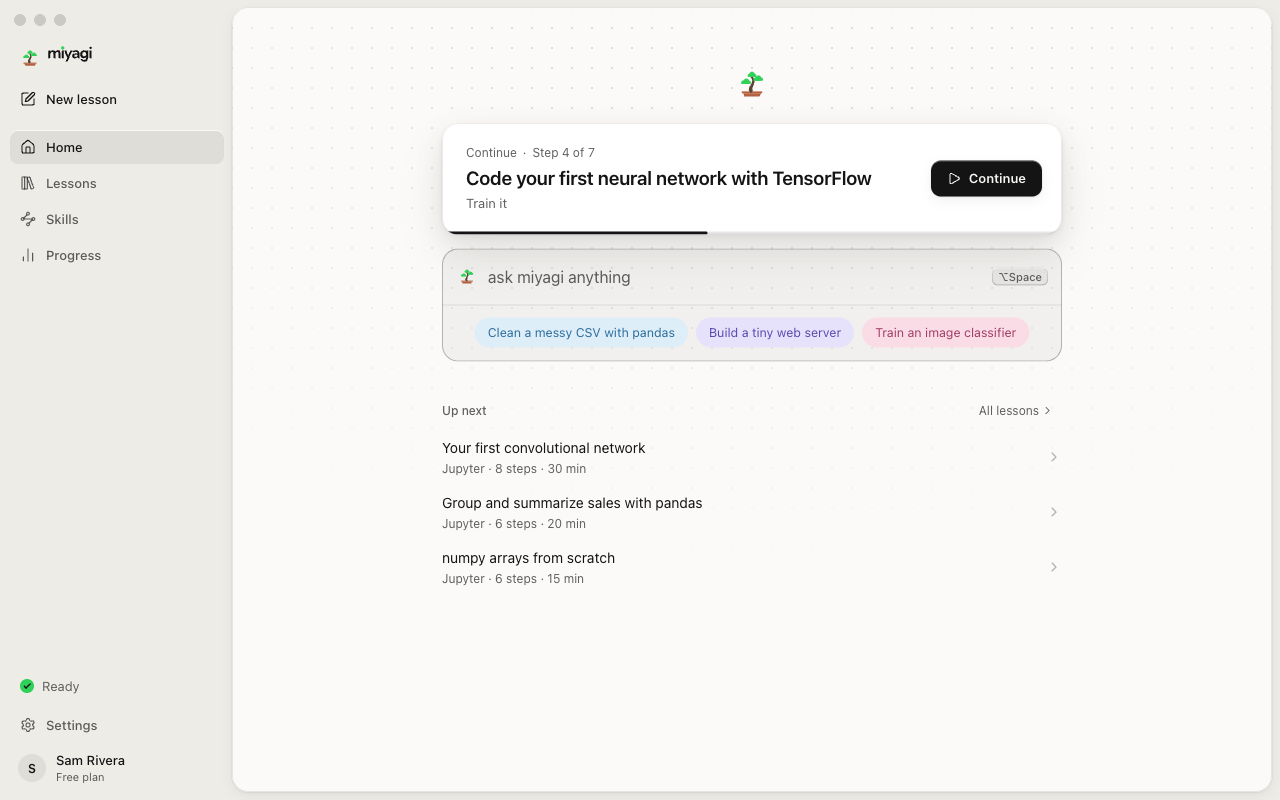 miyagi
New lesson
Home
Lessons
Skills
Progress
Ready
Settings
S
Sam Rivera
Free plan
Continue · Step 4 of 7
Code your first neural network with TensorFlow
Train it
Continue
ask miyagi anything
⌥Space
Clean a messy CSV with pandas
Build a tiny web server
Train an image classifier
Up next
All lessons
Your first convolutional network
Jupyter · 8 steps · 30 min
Group and summarize sales with pandas
Jupyter · 6 steps · 20 min
numpy arrays from scratch
Jupyter · 6 steps · 15 min